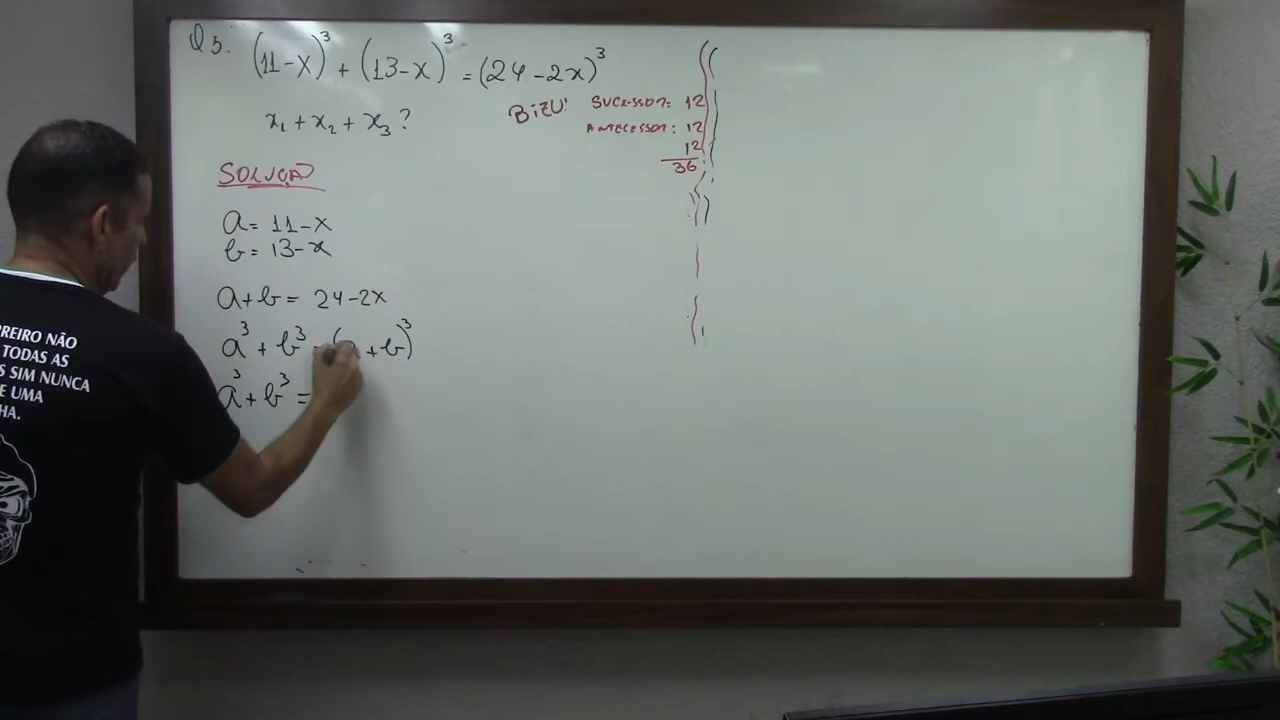 Q5. (11-x)³ + (13-x)³ = (24-2x)³
x₁ + x₂ + x₃ ?
BIZU! SUCESSOR: 12
ANTECESSOR: 12
12
36
SOLUÇÃO
a = 11-x
b = 13-x
a+b = 24-2x
a³ + b³ = (a+b)³
a³ + b³ =
REIRO NÃO
TODAS AS
S SIM NUNCA
E UMA
HA.